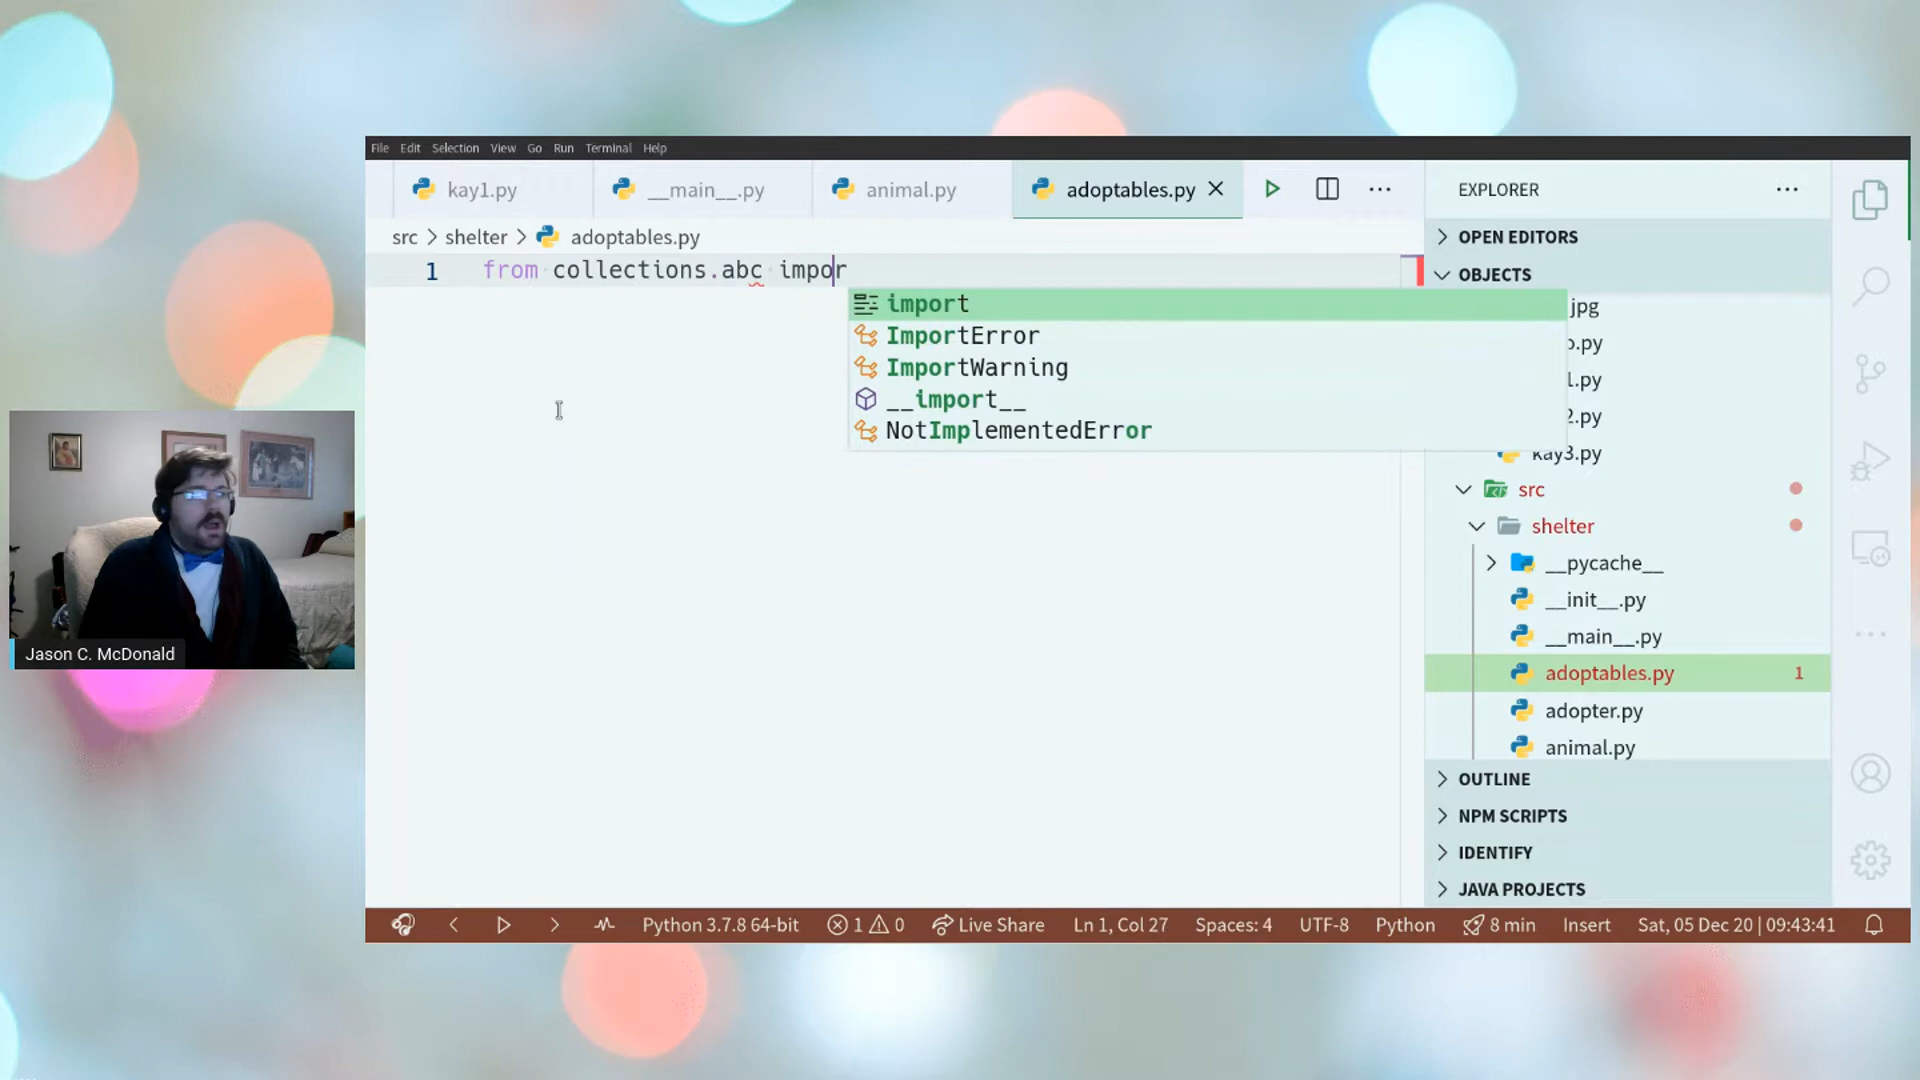 File Edit Selection View Go Run Terminal Help
kay1.py
__main__.py
animal.py
adoptables.py
EXPLORER
src > shelter > adoptables.py
OPEN EDITORS
1 from collections.abc impor
OBJECTS
import
ImportError
ImportWarning
__import__
NotImplementedError
jpg
o.py
1.py
2.py
kay3.py
src
shelter
__pycache__
__init__.py
__main__.py
adoptables.py 1
adopter.py
animal.py
OUTLINE
NPM SCRIPTS
IDENTIFY
JAVA PROJECTS
Jason C. McDonald
Python 3.7.8 64-bit 1 0 Live Share Ln 1, Col 27 Spaces: 4 UTF-8 Python 8 min Insert Sat, 05 Dec 20 | 09:43:41